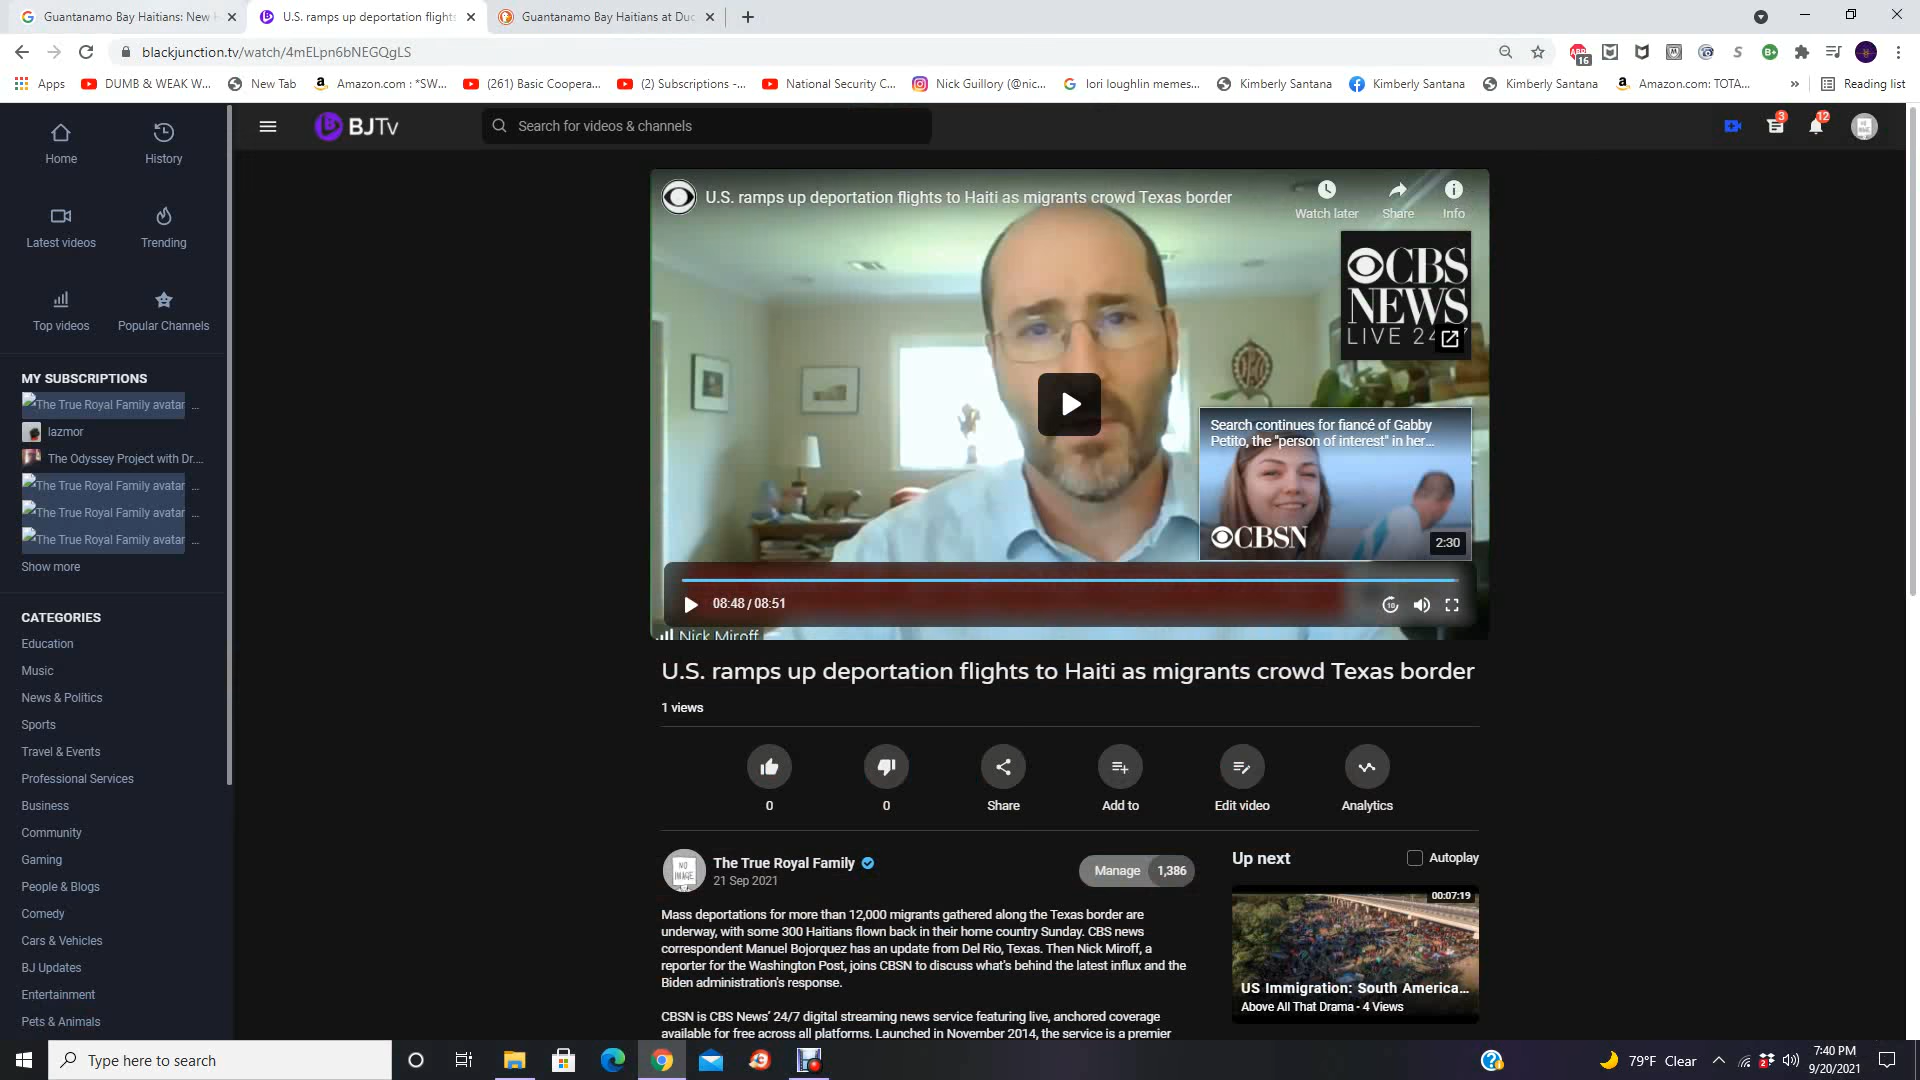 Guantanamo Bay Haitians: New H
U.S. ramps up deportation flights
Guantanamo Bay Haitians at Duc
blackjunction.tv/watch/4mELpn6bNEGQgLS
16
Apps
DUMB & WEAK W...
New Tab
Amazon.com : *SW...
(261) Basic Coopera...
(2) Subscriptions -...
National Security C...
Nick Guillory (@nic...
lori loughlin memes...
Kimberly Santana
Kimberly Santana
Kimberly Santana
Amazon.com: TOTA...
»
Reading list
Home
History
Latest videos
Trending
Top videos
Popular Channels
MY SUBSCRIPTIONS
The True Royal Family avatar ...
lazmor
The Odyssey Project with Dr....
The True Royal Family avatar ...
The True Royal Family avatar ...
The True Royal Family avatar ...
Show more
CATEGORIES
Education
Music
News & Politics
Sports
Travel & Events
Professional Services
Business
Community
Gaming
People & Blogs
Comedy
Cars & Vehicles
BJ Updates
Entertainment
Pets & Animals
BJTv
Search for videos & channels
3
12
U.S. ramps up deportation flights to Haiti as migrants crowd Texas border
Watch later
Share
Info
CBS
NEWS
LIVE 24/7
Search continues for fiancé of Gabby
Petito, the "person of interest" in her...
CBSN
2:30
08:48 / 08:51
Nick Miroff
U.S. ramps up deportation flights to Haiti as migrants crowd Texas border
1 views
0
0
Share
Add to
Edit video
Analytics
NO
IMAGE
The True Royal Family
21 Sep 2021
Manage 1,386
Mass deportations for more than 12,000 migrants gathered along the Texas border are
underway, with some 300 Haitians flown back in their home country Sunday. CBS news
correspondent Manuel Bojorquez has an update from Del Rio, Texas. Then Nick Miroff, a
reporter for the Washington Post, joins CBSN to discuss what's behind the latest influx and the
Biden administration's response.
CBSN is CBS News' 24/7 digital streaming news service featuring live, anchored coverage
available for free across all platforms. Launched in November 2014, the service is a premier
Up next
Autoplay
00:07:19
US Immigration: South America...
Above All That Drama - 4 Views
Type here to search
79°F Clear
7:40 PM
9/20/2021